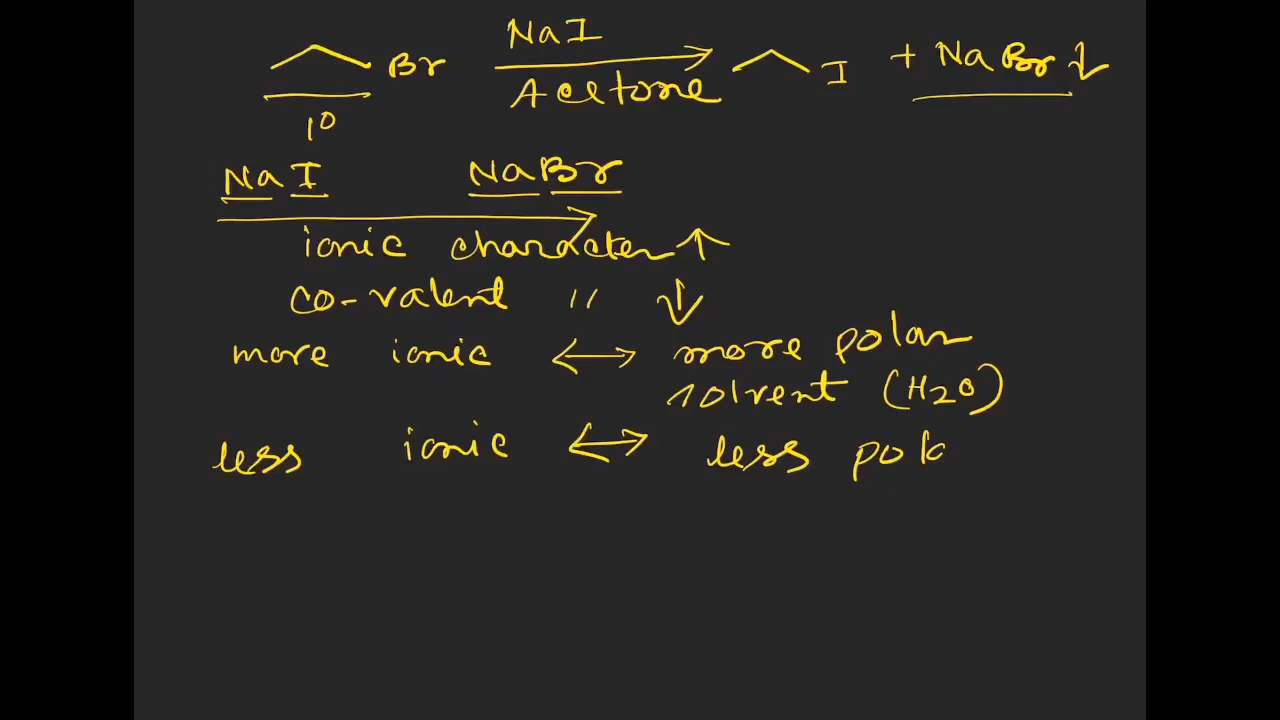 Br NaI Acetone I + NaBr↓
1°
NaI NaBr
ionic character ↑
co-valent " ↓
more ionic ↔ more polar
solvent (H2O)
less ionic ↔ less pol